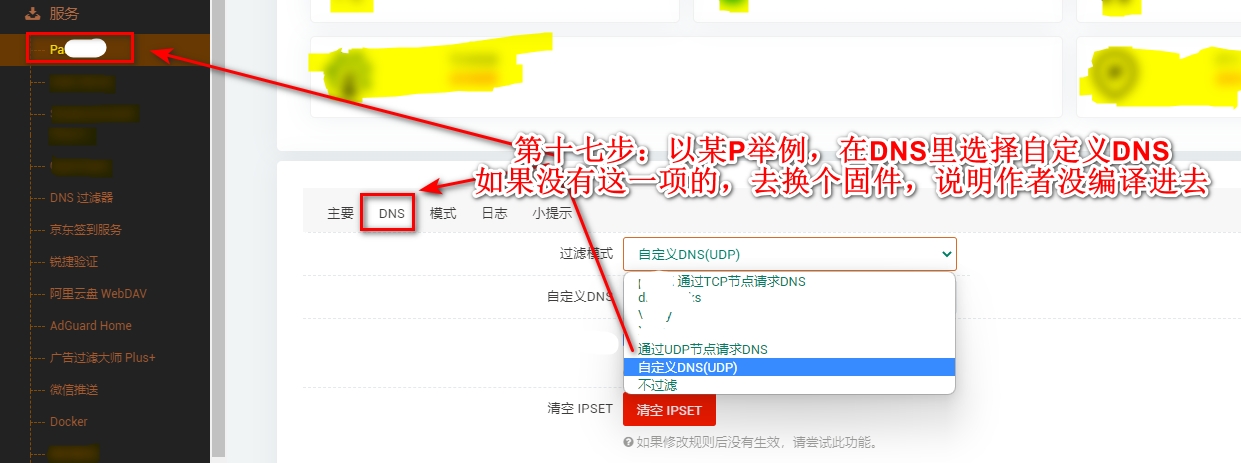 服务
Pa
DNS 过滤器
京东签到服务
锐捷验证
阿里云盘 WebDAV
AdGuard Home
广告过滤大师 Plus+
微信推送
Docker
第十七步：以某P举例，在DNS里选择自定义DNS
如果没有这一项的，去换个固件，说明作者没编译进去
主要 DNS 模式 日志 小提示
过滤模式 自定义DNS(UDP)
通过TCP节点请求DNS
自定义DNS
通过UDP节点请求DNS
自定义DNS(UDP)
不过滤
清空 IPSET 清空 IPSET
如果修改规则后没有生效，请尝试此功能。